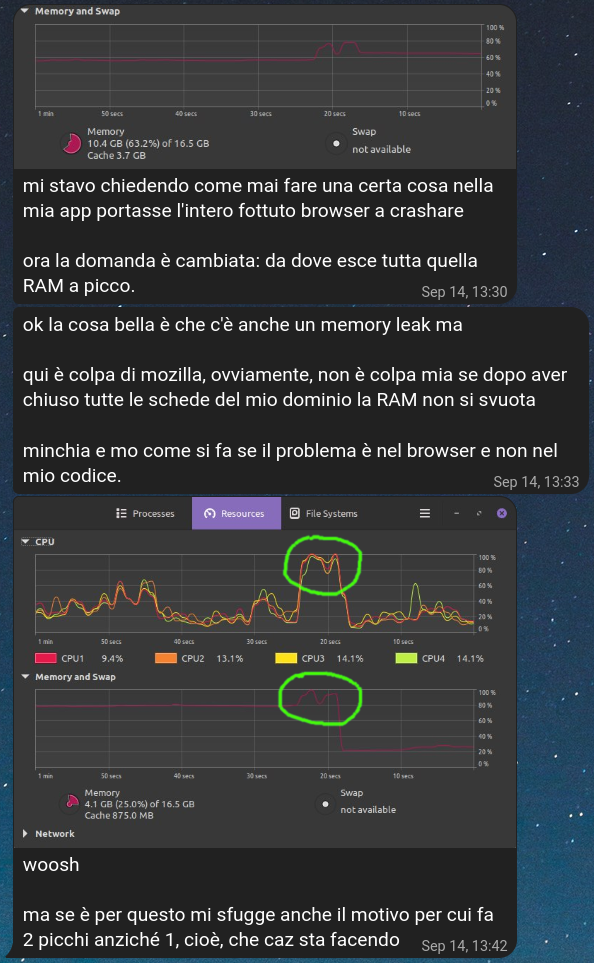 Memory and Swap
100 %
80 %
60 %
40 %
20 %
0 %
1 min 50 secs 40 secs 30 secs 20 secs 10 secs
Memory
10.4 GB (63.2%) of 16.5 GB
Cache 3.7 GB
Swap
not available
mi stavo chiedendo come mai fare una certa cosa nella
mia app portasse l'intero fottuto browser a crashare
ora la domanda è cambiata: da dove esce tutta quella
RAM a picco.
Sep 14, 13:30
ok la cosa bella è che c'è anche un memory leak ma
qui è colpa di mozilla, ovviamente, non è colpa mia se dopo aver
chiuso tutte le schede del mio dominio la RAM non si svuota
minchia e mo come si fa se il problema è nel browser e non nel
mio codice.
Sep 14, 13:33
Processes Resources File Systems
CPU
100 %
80 %
60 %
40 %
20 %
0 %
1 min 50 secs 40 secs 30 secs 20 secs 10 secs
CPU1 9.4% CPU2 13.1% CPU3 14.1% CPU4 14.1%
Memory and Swap
100 %
80 %
60 %
40 %
20 %
0 %
1 min 50 secs 40 secs 30 secs 20 secs 10 secs
Memory
4.1 GB (25.0%) of 16.5 GB
Cache 875.0 MB
Swap
not available
Network
woosh
ma se è per questo mi sfugge anche il motivo per cui fa
2 picchi anziché 1, cioè, che caz sta facendo
Sep 14, 13:42